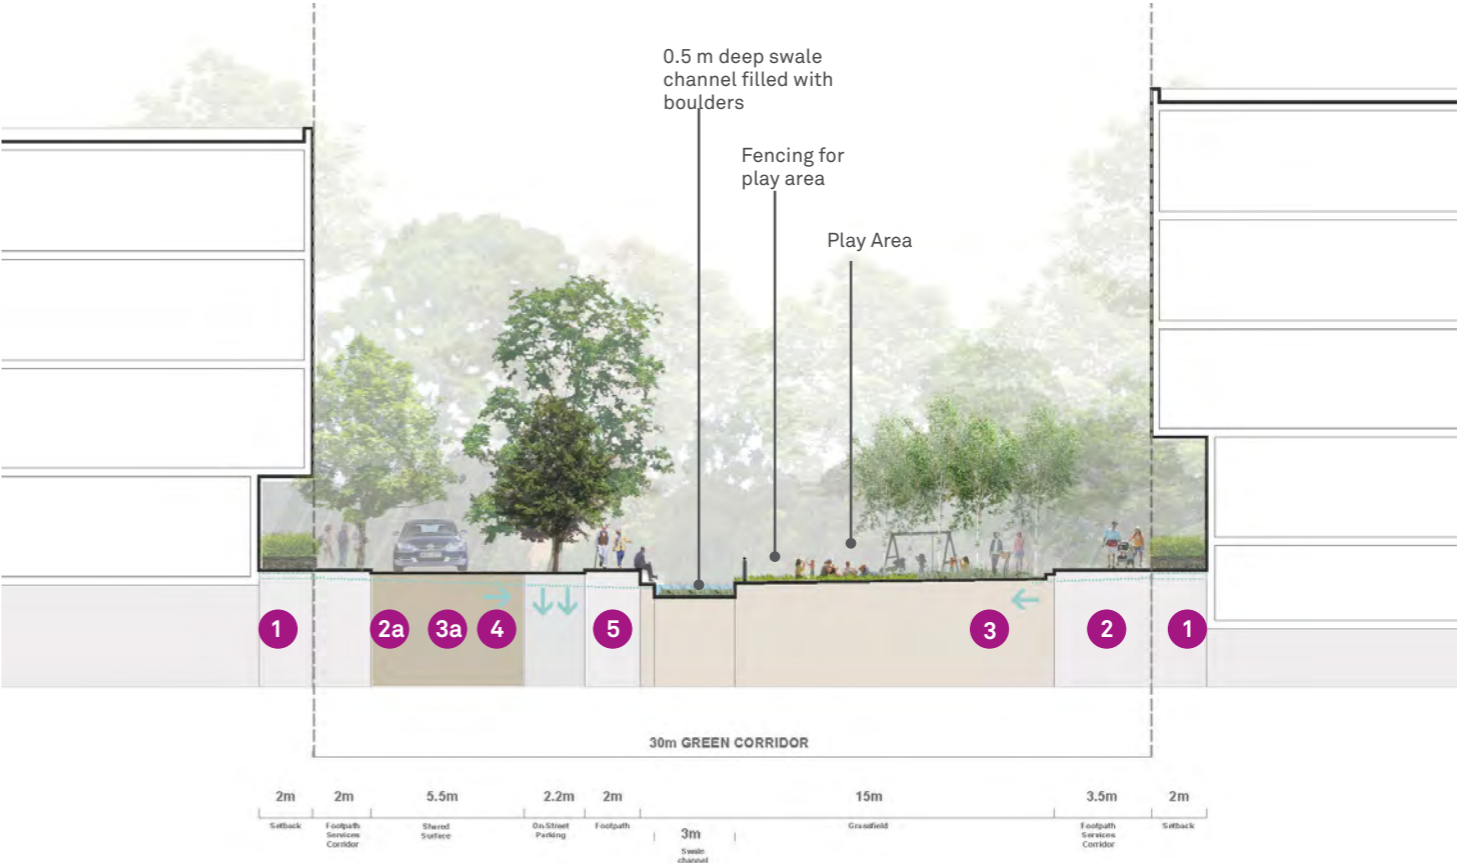 0.5 m deep swale
channel filled with
boulders
Fencing for
play area
Play Area
1
2a
3a
4
5
3
2
1
30m GREEN CORRIDOR
2m
2m
5.5m
2.2m
2m
15m
3.5m
2m
Setback
Footpath
Services
Corridor
Shared
Surface
On-Street
Parking
Footpath
3m
Swale
channel
Grassfield
Footpath
Services
Corridor
Setback